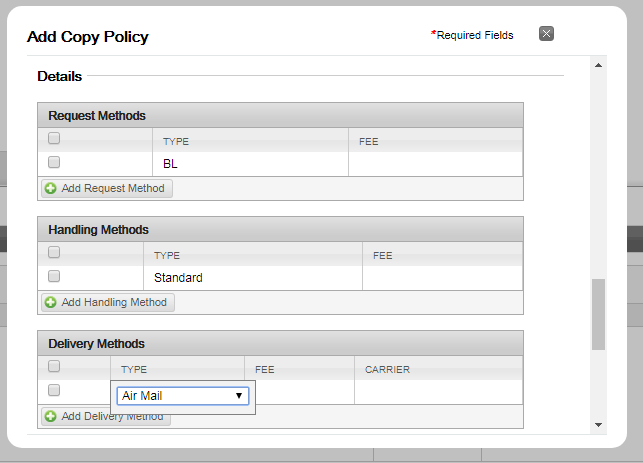 Add Copy Policy
*Required Fields
Details
Request Methods
TYPE FEE
BL
Add Request Method
Handling Methods
TYPE FEE
Standard
Add Handling Method
Delivery Methods
TYPE FEE CARRIER
Air Mail
Add Delivery Method